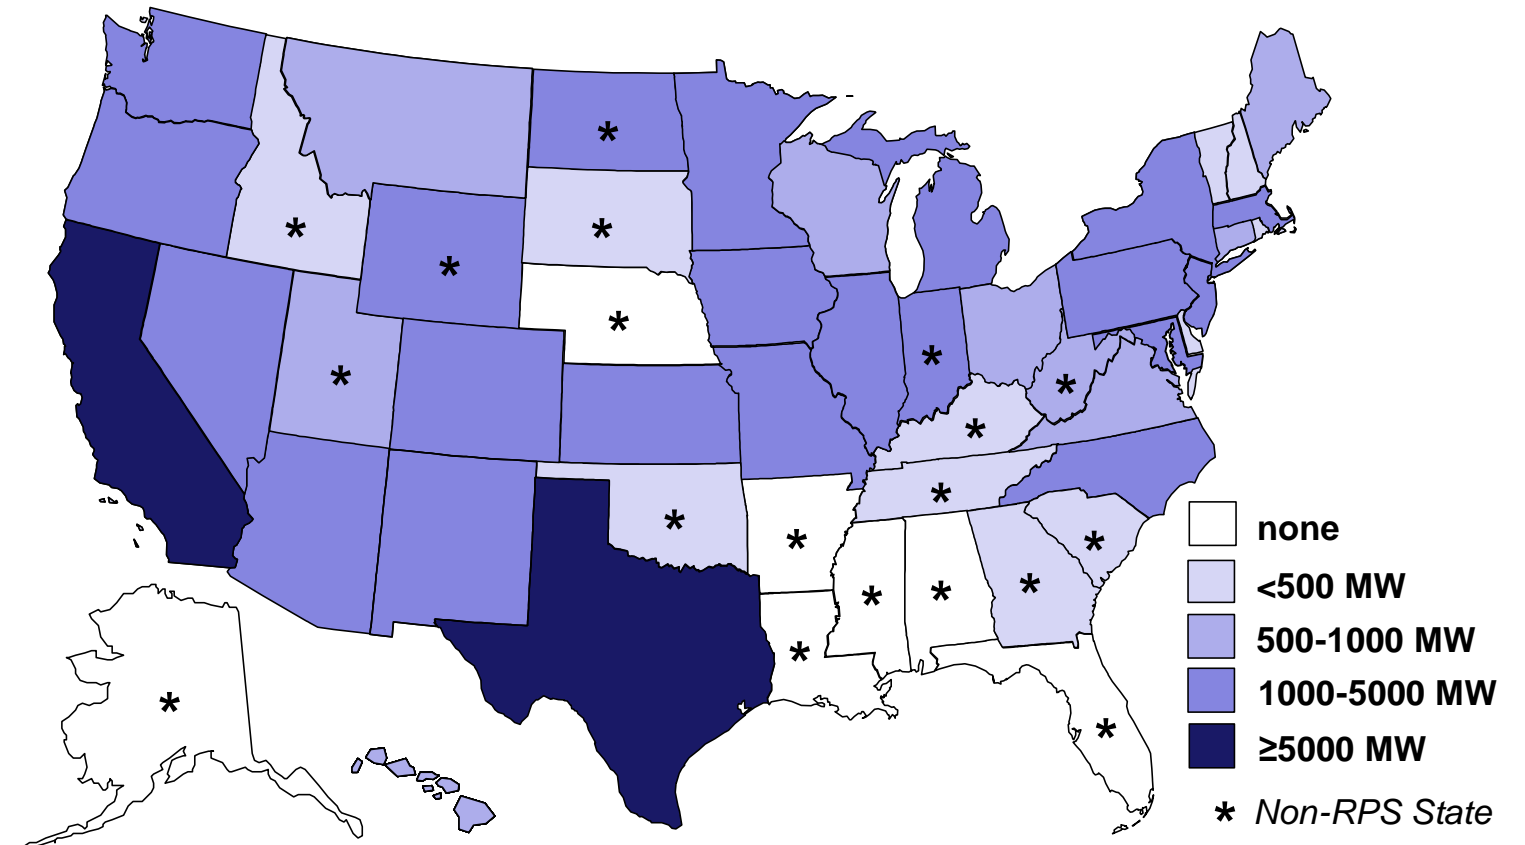 none
<500 MW
500-1000 MW
1000-5000 MW
≥5000 MW
* Non-RPS State